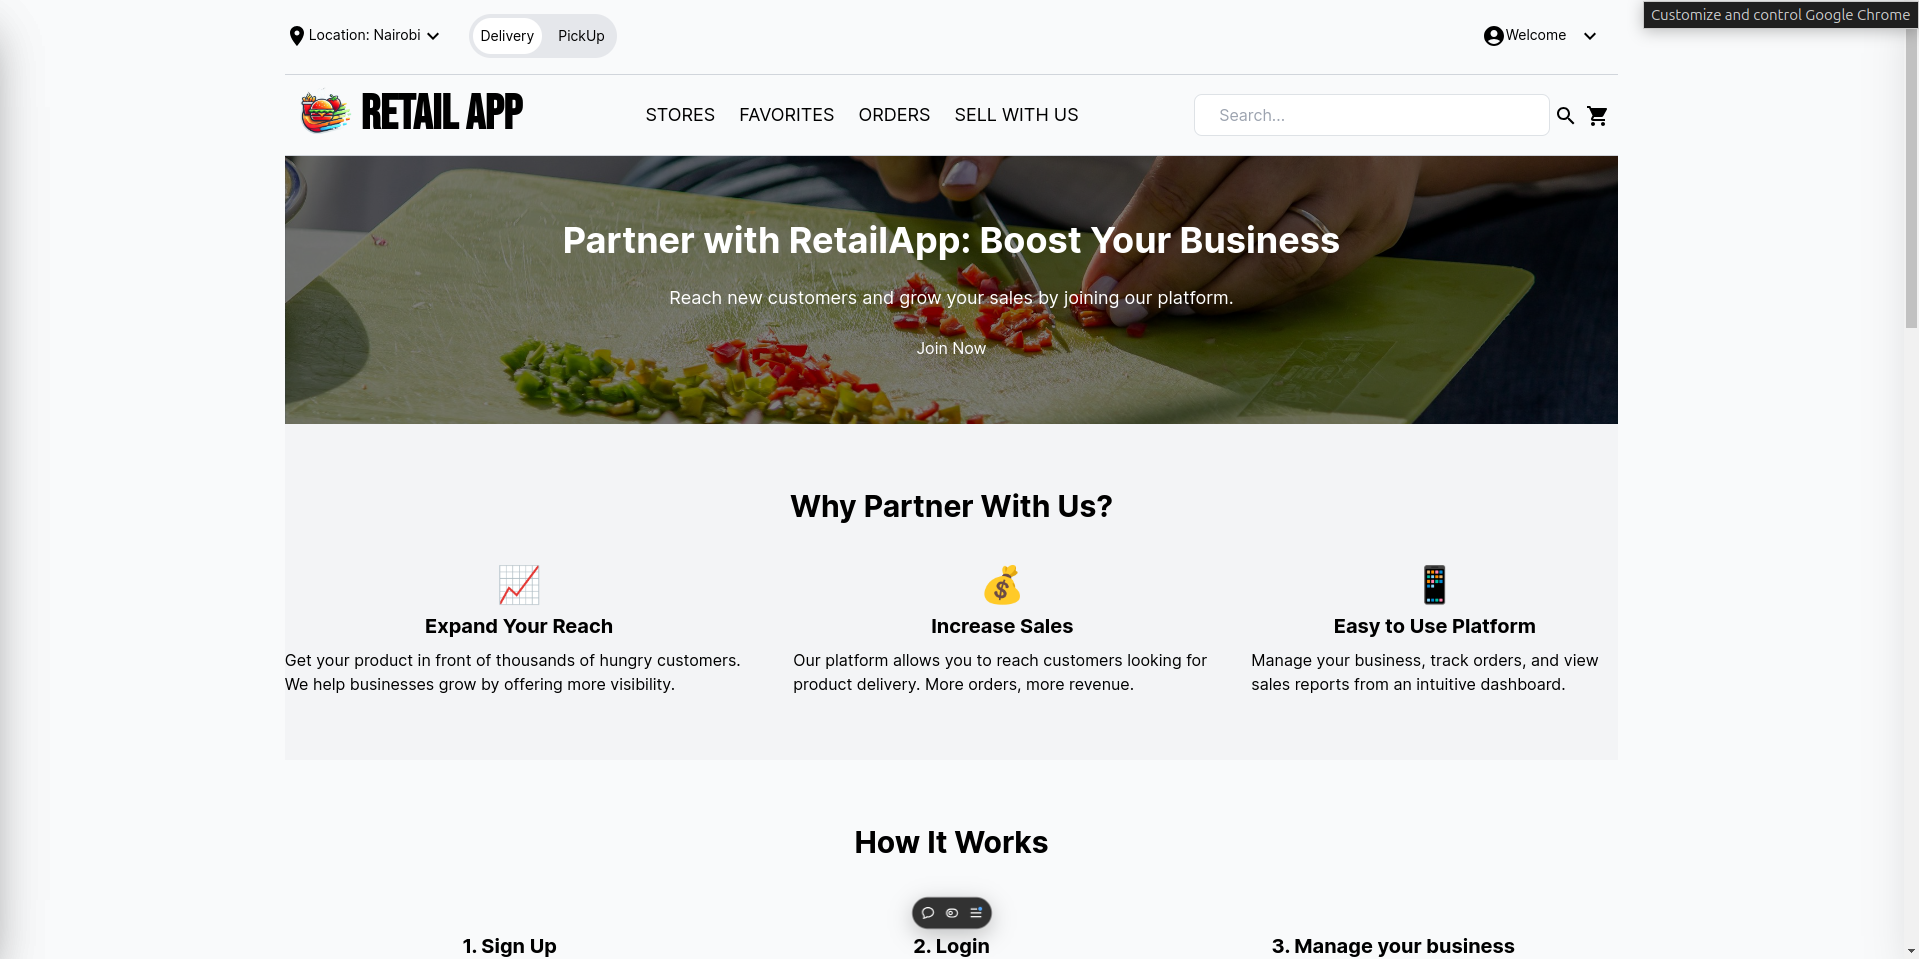 Customize and control Google Chrome
Location: Nairobi
Delivery
PickUp
Welcome
RETAIL APP
STORES
FAVORITES
ORDERS
SELL WITH US
Search...
Partner with RetailApp: Boost Your Business
Reach new customers and grow your sales by joining our platform.
Join Now
Why Partner With Us?
Expand Your Reach
Get your product in front of thousands of hungry customers.
We help businesses grow by offering more visibility.
Increase Sales
Our platform allows you to reach customers looking for
product delivery. More orders, more revenue.
Easy to Use Platform
Manage your business, track orders, and view
sales reports from an intuitive dashboard.
How It Works
1. Sign Up
2. Login
3. Manage your business